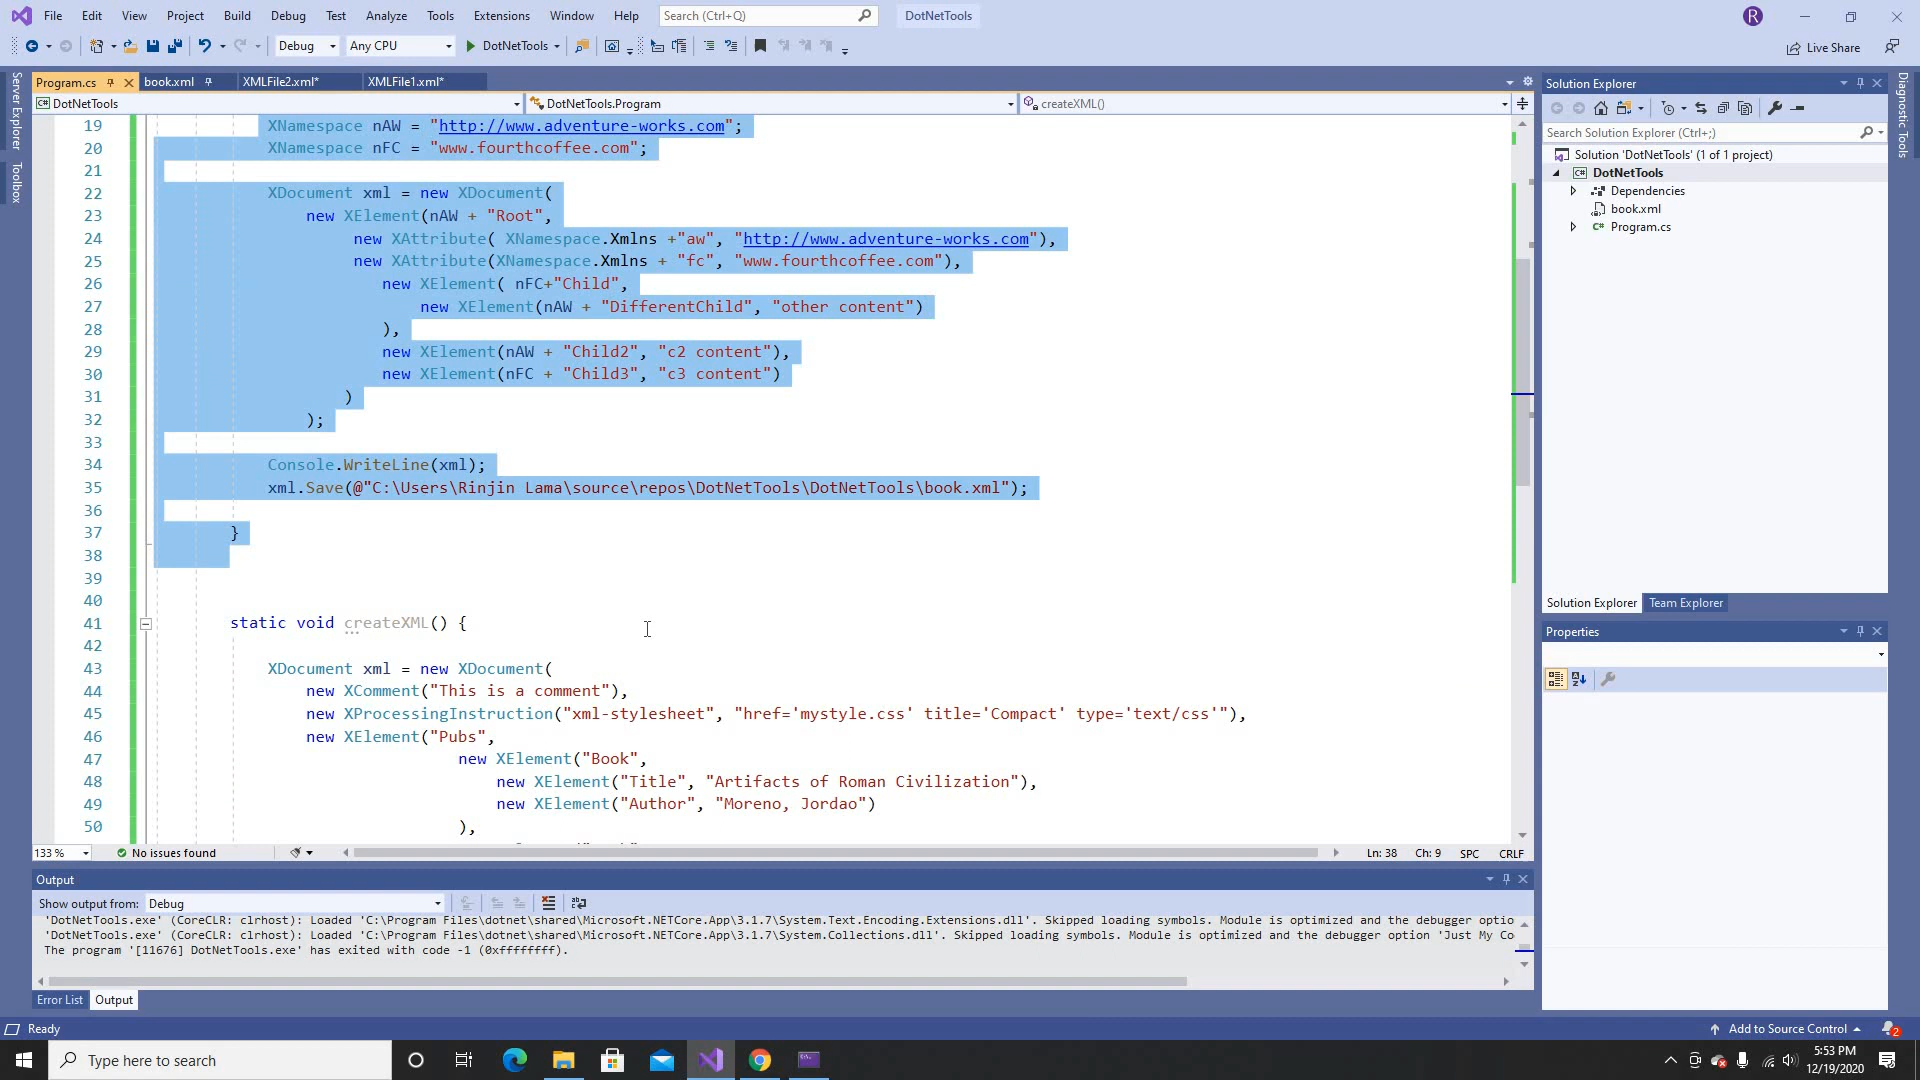 File Edit View Project Build Debug Test Analyze Tools Extensions Window Help Search (Ctrl+Q) DotNetTools R
Debug Any CPU DotNetTools Live Share
Program.cs book.xml XMLFile2.xml* XMLFile1.xml*
DotNetTools DotNetTools.Program createXML()
Server Explorer
Toolbox
19 XNamespace nAW = "http://www.adventure-works.com";
20 XNamespace nFC = "www.fourthcoffee.com";
21
22 XDocument xml = new XDocument(
23 new XElement(nAW + "Root",
24 new XAttribute( XNamespace.Xmlns +"aw", "http://www.adventure-works.com"),
25 new XAttribute(XNamespace.Xmlns + "fc", "www.fourthcoffee.com"),
26 new XElement( nFC+"Child",
27 new XElement(nAW + "DifferentChild", "other content")
28 ),
29 new XElement(nAW + "Child2", "c2 content"),
30 new XElement(nFC + "Child3", "c3 content")
31 )
32 );
33
34 Console.WriteLine(xml);
35 xml.Save(@"C:\Users\Rinjin Lama\source\repos\DotNetTools\DotNetTools\book.xml");
36
37 }
38
39
40
41 static void createXML() {
42
43 XDocument xml = new XDocument(
44 new XComment("This is a comment"),
45 new XProcessingInstruction("xml-stylesheet", "href='mystyle.css' title='Compact' type='text/css'"),
46 new XElement("Pubs",
47 new XElement("Book",
48 new XElement("Title", "Artifacts of Roman Civilization"),
49 new XElement("Author", "Moreno, Jordao")
50 ),
133 % No issues found Ln: 38 Ch: 9 SPC CRLF
Output
Show output from: Debug
'DotNetTools.exe' (CoreCLR: clrhost): Loaded 'C:\Program Files\dotnet\shared\Microsoft.NETCore.App\3.1.7\System.Text.Encoding.Extensions.dll'. Skipped loading symbols. Module is optimized and the debugger optio
'DotNetTools.exe' (CoreCLR: clrhost): Loaded 'C:\Program Files\dotnet\shared\Microsoft.NETCore.App\3.1.7\System.Collections.dll'. Skipped loading symbols. Module is optimized and the debugger option 'Just My Co
The program '[11676] DotNetTools.exe' has exited with code -1 (0xffffffff).
Error List Output
Solution Explorer
Search Solution Explorer (Ctrl+;)
Solution 'DotNetTools' (1 of 1 project)
DotNetTools
Dependencies
book.xml
Program.cs
Solution Explorer Team Explorer
Properties
Diagnostic Tools
Ready Add to Source Control 2
Type here to search
5:53 PM
12/19/2020